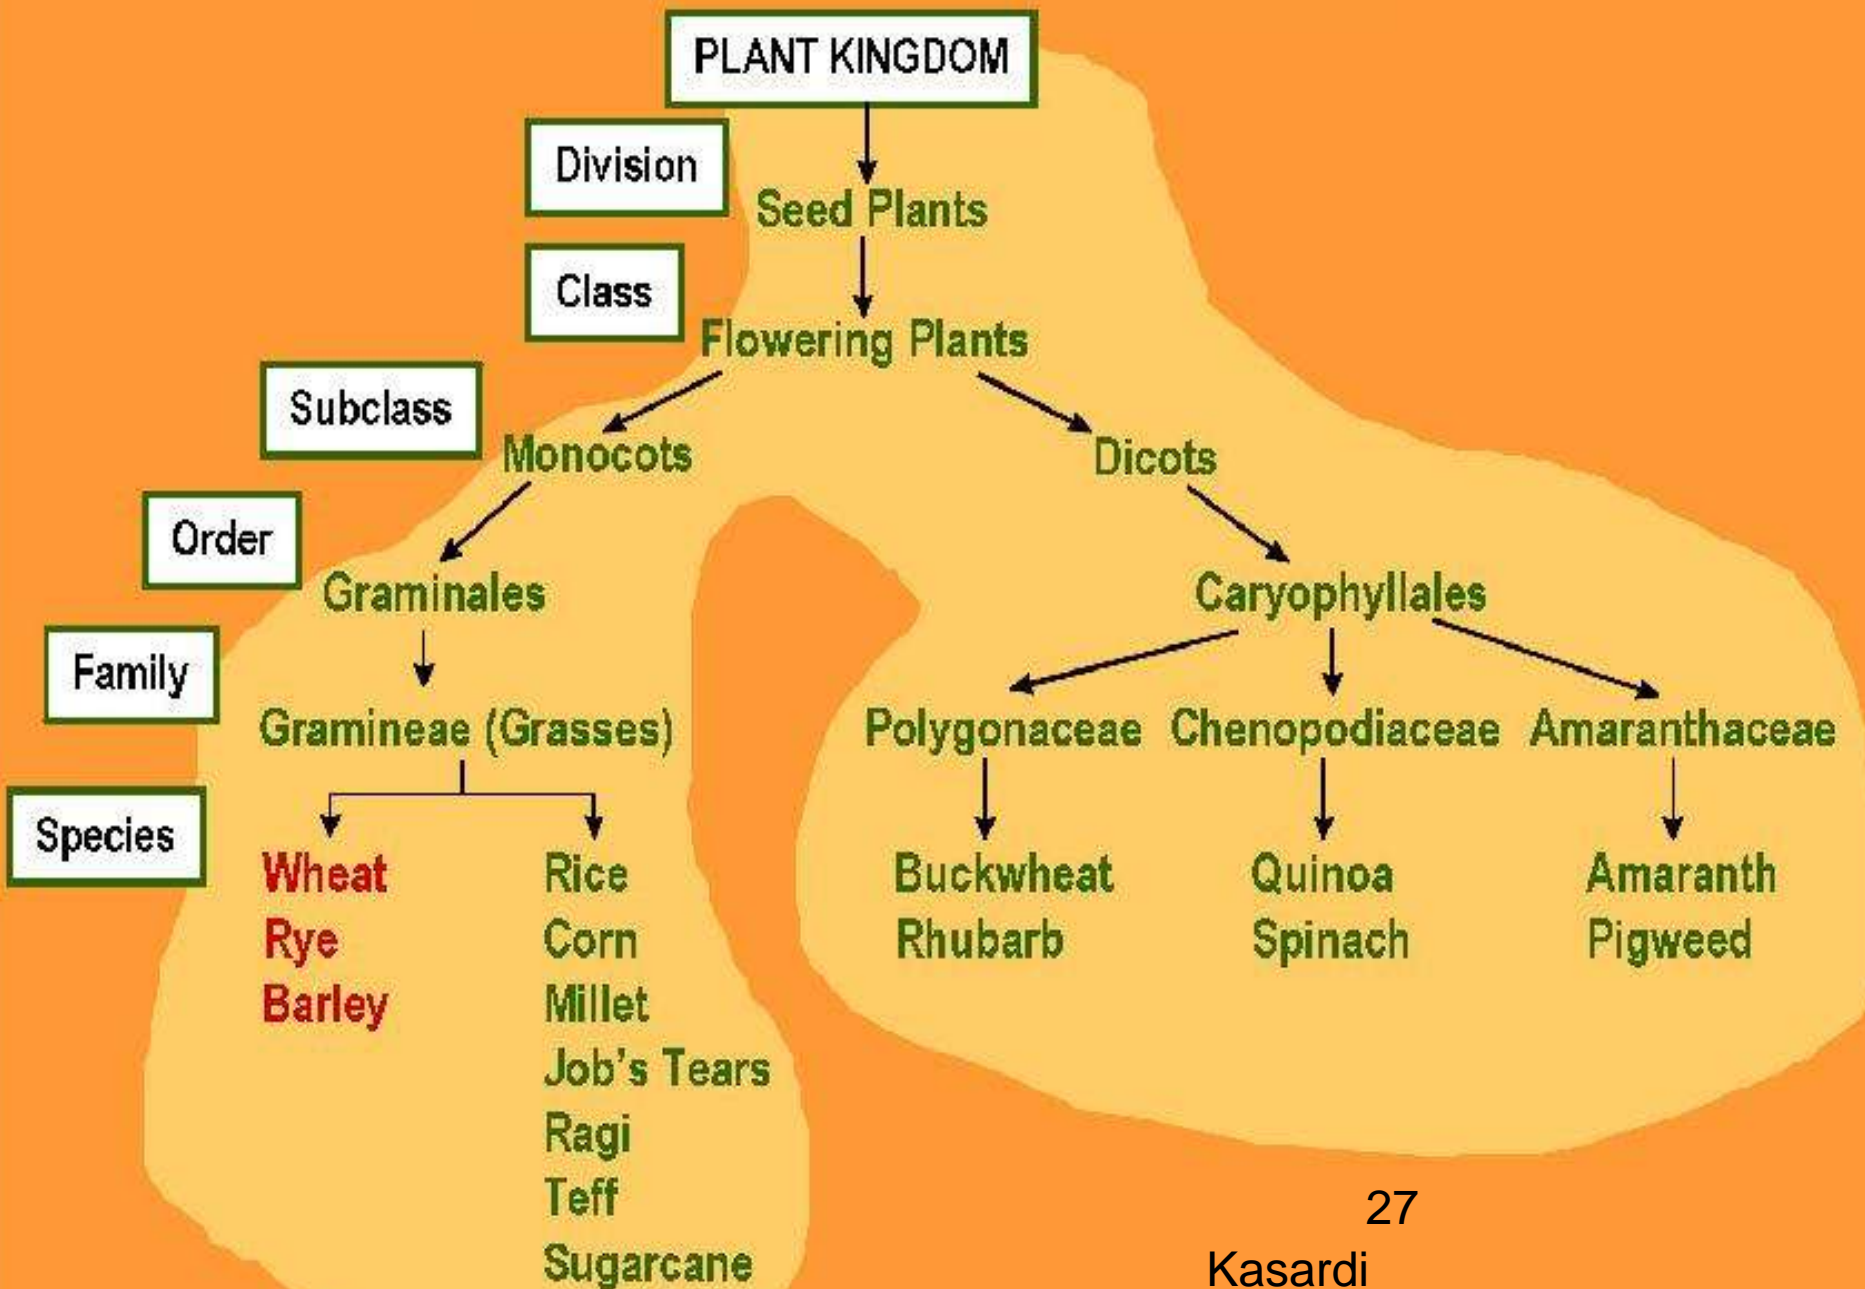 PLANT KINGDOM
Division
Seed Plants
Class
Flowering Plants
Subclass
Monocots
Dicots
Order
Graminales
Caryophyllales
Family
Gramineae (Grasses)
Polygonaceae
Chenopodiaceae
Amaranthaceae
Species
Wheat
Rye
Barley
Rice
Corn
Millet
Job's Tears
Ragi
Teff
Sugarcane
Buckwheat
Rhubarb
Quinoa
Spinach
Amaranth
Pigweed
27
Kasardi